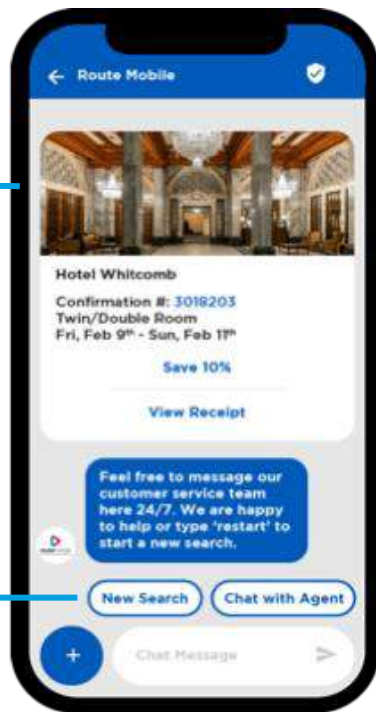 Route Mobile
Hotel Whitcomb
Confirmation #: 3018203
Twin/Double Room
Fri, Feb 9th - Sun, Feb 11th
Save 10%
View Receipt
Feel free to message our
customer service team
here 24/7. We are happy
to help or type ‘restart’ to
start a new search.
New Search
Chat with Agent
+
Chat Message